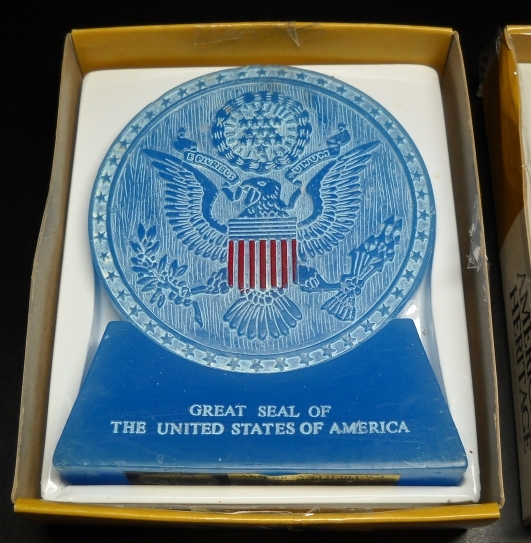 E PLURIBUS UNUM
GREAT SEAL OF
THE UNITED STATES OF AMERICA